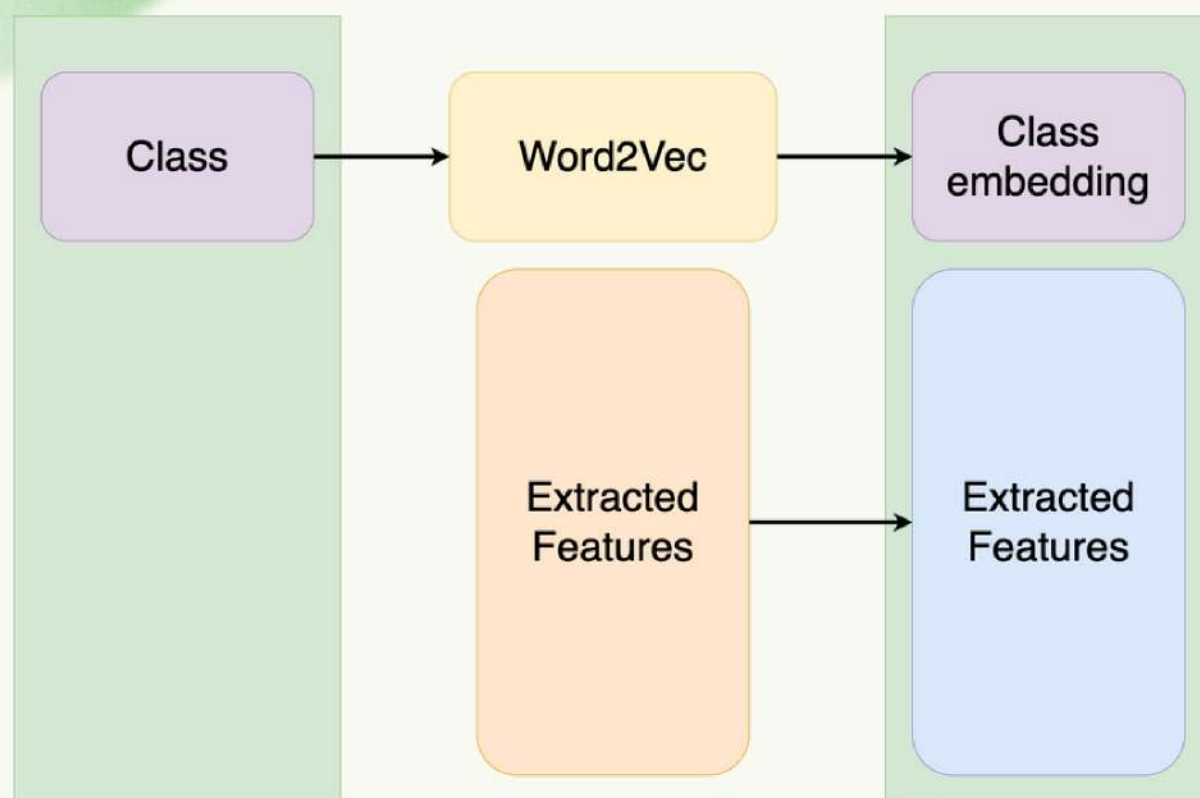 Class
Word2Vec
Class
embedding
Extracted
Features
Extracted
Features